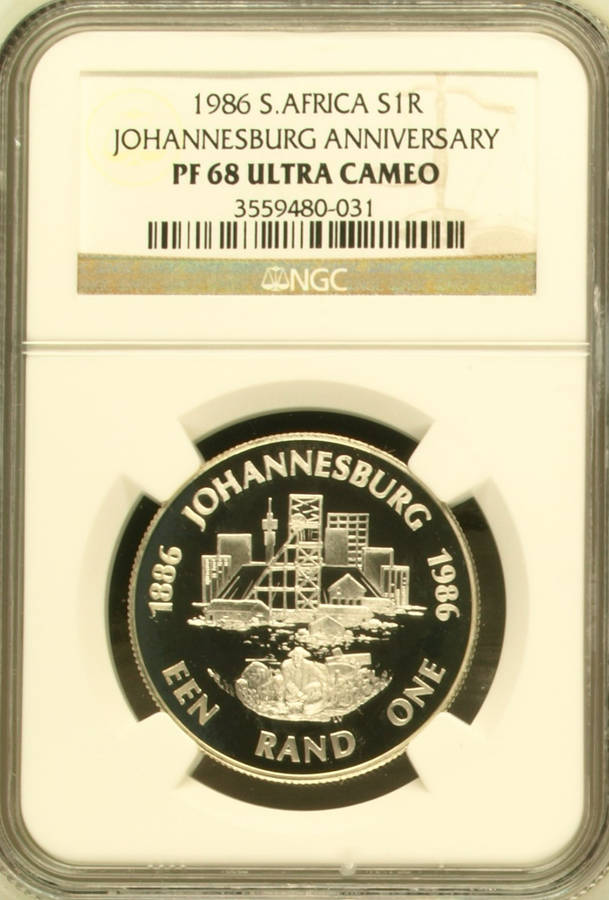 1986 S.AFRICA S1R
JOHANNESBURG ANNIVERSARY
PF 68 ULTRA CAMEO
3559480-031
NGC
JOHANNESBURG
1886
1986
EEN RAND ONE